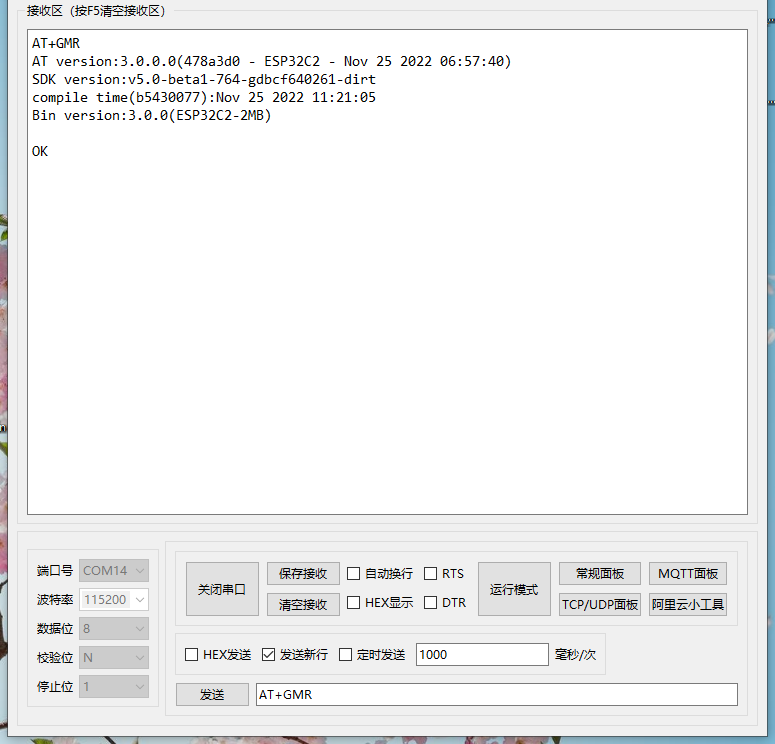 接收区（按F5清空接收区）
AT+GMR
AT version:3.0.0.0(478a3d0 - ESP32C2 - Nov 25 2022 06:57:40)
SDK version:v5.0-beta1-764-gdbcf640261-dirt
compile time(b5430077):Nov 25 2022 11:21:05
Bin version:3.0.0(ESP32C2-2MB)
OK
端口号 COM14
波特率 115200
数据位 8
校验位 N
停止位 1
关闭串口
保存接收
清空接收
自动换行
RTS
HEX显示
DTR
运行模式
常规面板
MQTT面板
TCP/UDP面板
阿里云小工具
HEX发送
发送新行
定时发送
1000
毫秒/次
发送
AT+GMR